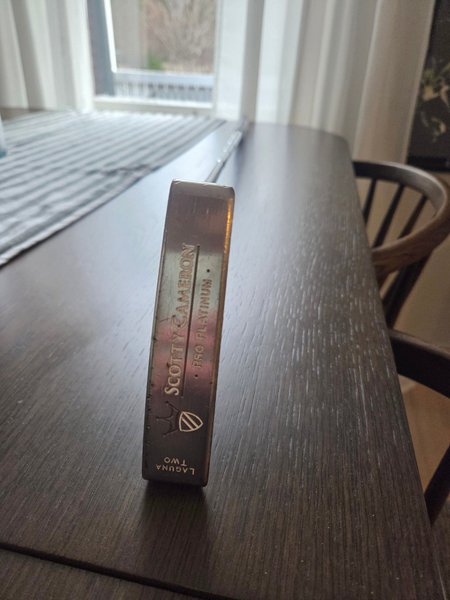 SCOTTY CAMERON
· PRO PLATINUM ·
LAGUNA
TWO